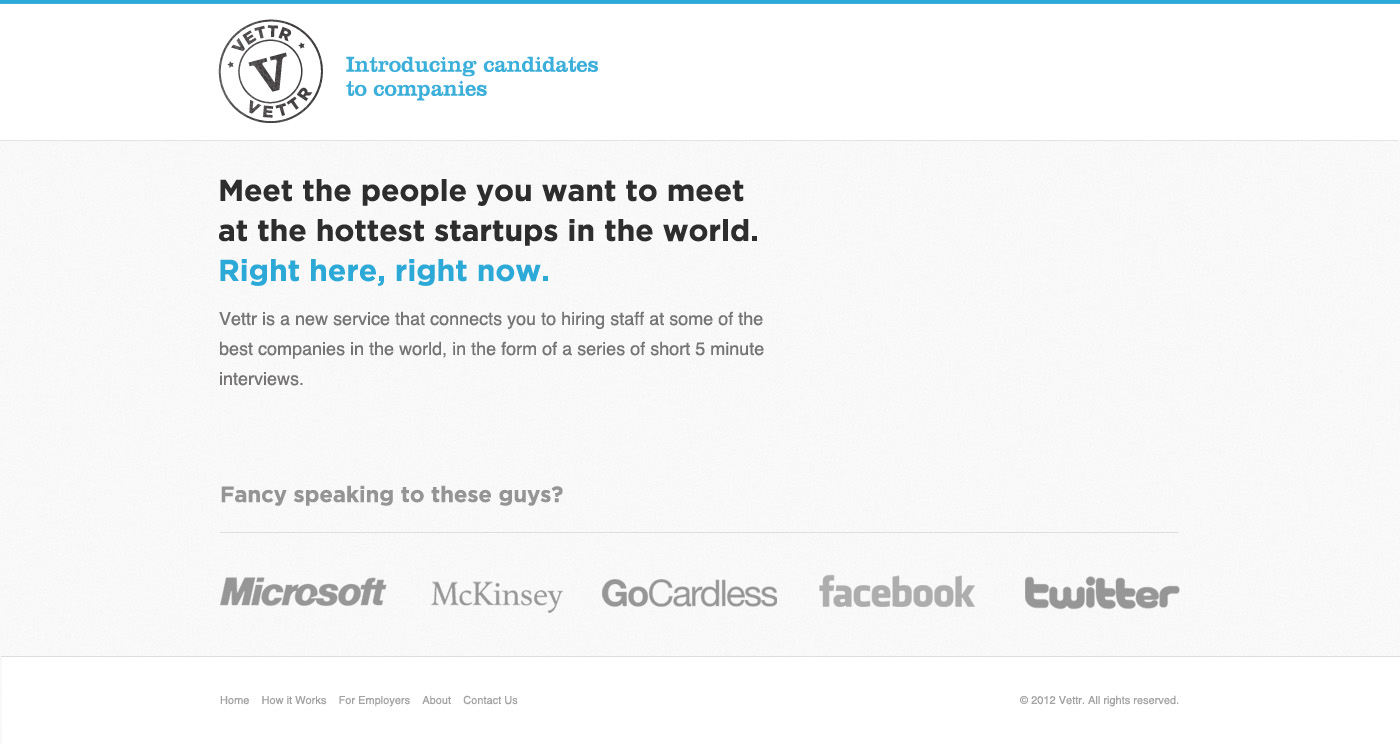 VETTR
V
VETTR
Introducing candidates
to companies
Meet the people you want to meet
at the hottest startups in the world.
Right here, right now.
Vettr is a new service that connects you to hiring staff at some of the
best companies in the world, in the form of a series of short 5 minute
interviews.
Fancy speaking to these guys?
Microsoft McKinsey GoCardless facebook twitter
Home How it Works For Employers About Contact Us © 2012 Vettr. All rights reserved.